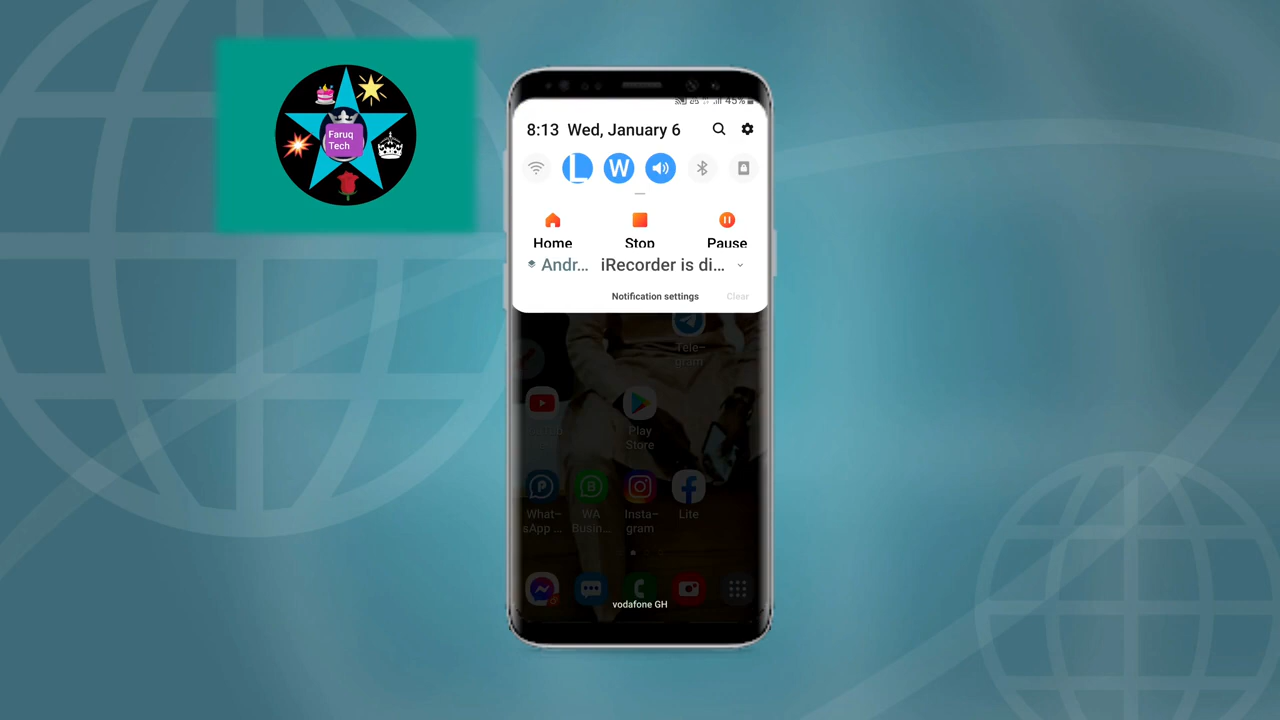 Faruq
Tech
45%
8:13 Wed, January 6
L W
Home Stop Pause
Andr... iRecorder is di...
Notification settings Clear
Tele-
gram
Play
Store
What-
sApp ...
WA
Busin...
Insta-
gram
Lite
vodafone GH